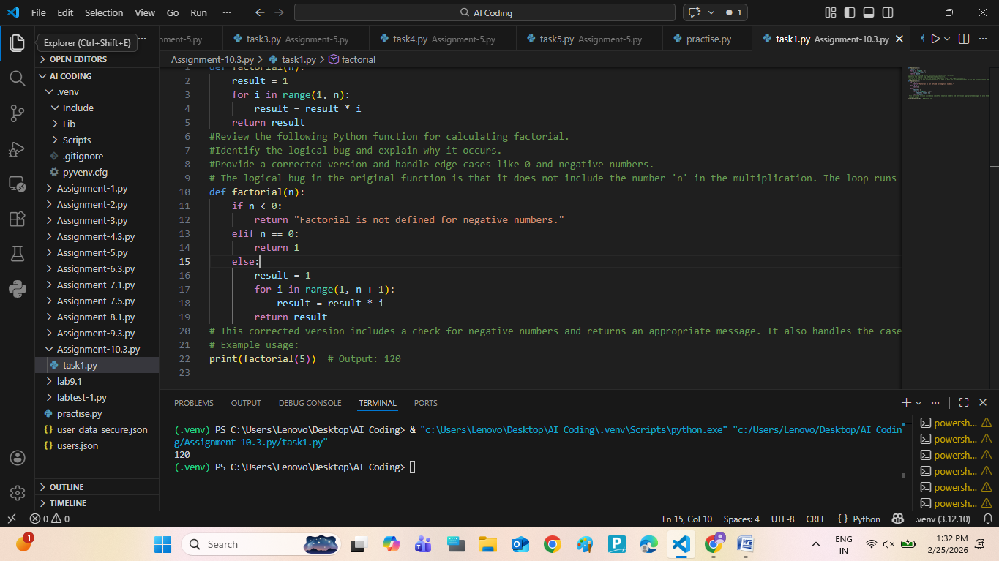 File Edit Selection View Go Run ···
AI Coding
1
Explorer (Ctrl+Shift+E)
···
nment-5.py
task3.py Assignment-5.py
task4.py Assignment-5.py
task5.py Assignment-5.py
practise.py
task1.py Assignment-10.3.py
Assignment-10.3.py > task1.py > factorial
OPEN EDITORS
AI CODING
.venv
Include
Lib
Scripts
.gitignore
pyvenv.cfg
Assignment-1.py
Assignment-2.py
Assignment-3.py
Assignment-4.3.py
Assignment-5.py
Assignment-6.3.py
Assignment-7.1.py
Assignment-7.5.py
Assignment-8.1.py
Assignment-9.3.py
Assignment-10.3.py
task1.py
lab9.1
labtest-1.py
practise.py
user_data_secure.json
users.json
OUTLINE
TIMELINE
1 def factorial(n):
2 result = 1
3 for i in range(1, n):
4 result = result * i
5 return result
6 #Review the following Python function for calculating factorial.
7 #Identify the logical bug and explain why it occurs.
8 #Provide a corrected version and handle edge cases like 0 and negative numbers.
9 # The logical bug in the original function is that it does not include the number 'n' in the multiplication. The loop runs
10 def factorial(n):
11 if n < 0:
12 return "Factorial is not defined for negative numbers."
13 elif n == 0:
14 return 1
15 else:
16 result = 1
17 for i in range(1, n + 1):
18 result = result * i
19 return result
20 # This corrected version includes a check for negative numbers and returns an appropriate message. It also handles the case
21 # Example usage:
22 print(factorial(5)) # Output: 120
23
PROBLEMS OUTPUT DEBUG CONSOLE TERMINAL PORTS
(.venv) PS C:\Users\Lenovo\Desktop\AI Coding> & "c:\Users\Lenovo\Desktop\AI Coding\.venv\Scripts\python.exe" "c:/Users/Lenovo/Desktop/AI Codin
g/Assignment-10.3.py/task1.py"
120
(.venv) PS C:\Users\Lenovo\Desktop\AI Coding>
powersh...
powersh...
powersh...
powersh...
powersh...
powersh...
0 0
Ln 15, Col 10 Spaces: 4 UTF-8 CRLF { } Python .venv (3.12.10)
1
Search
ENG
IN
1:32 PM
2/25/2026